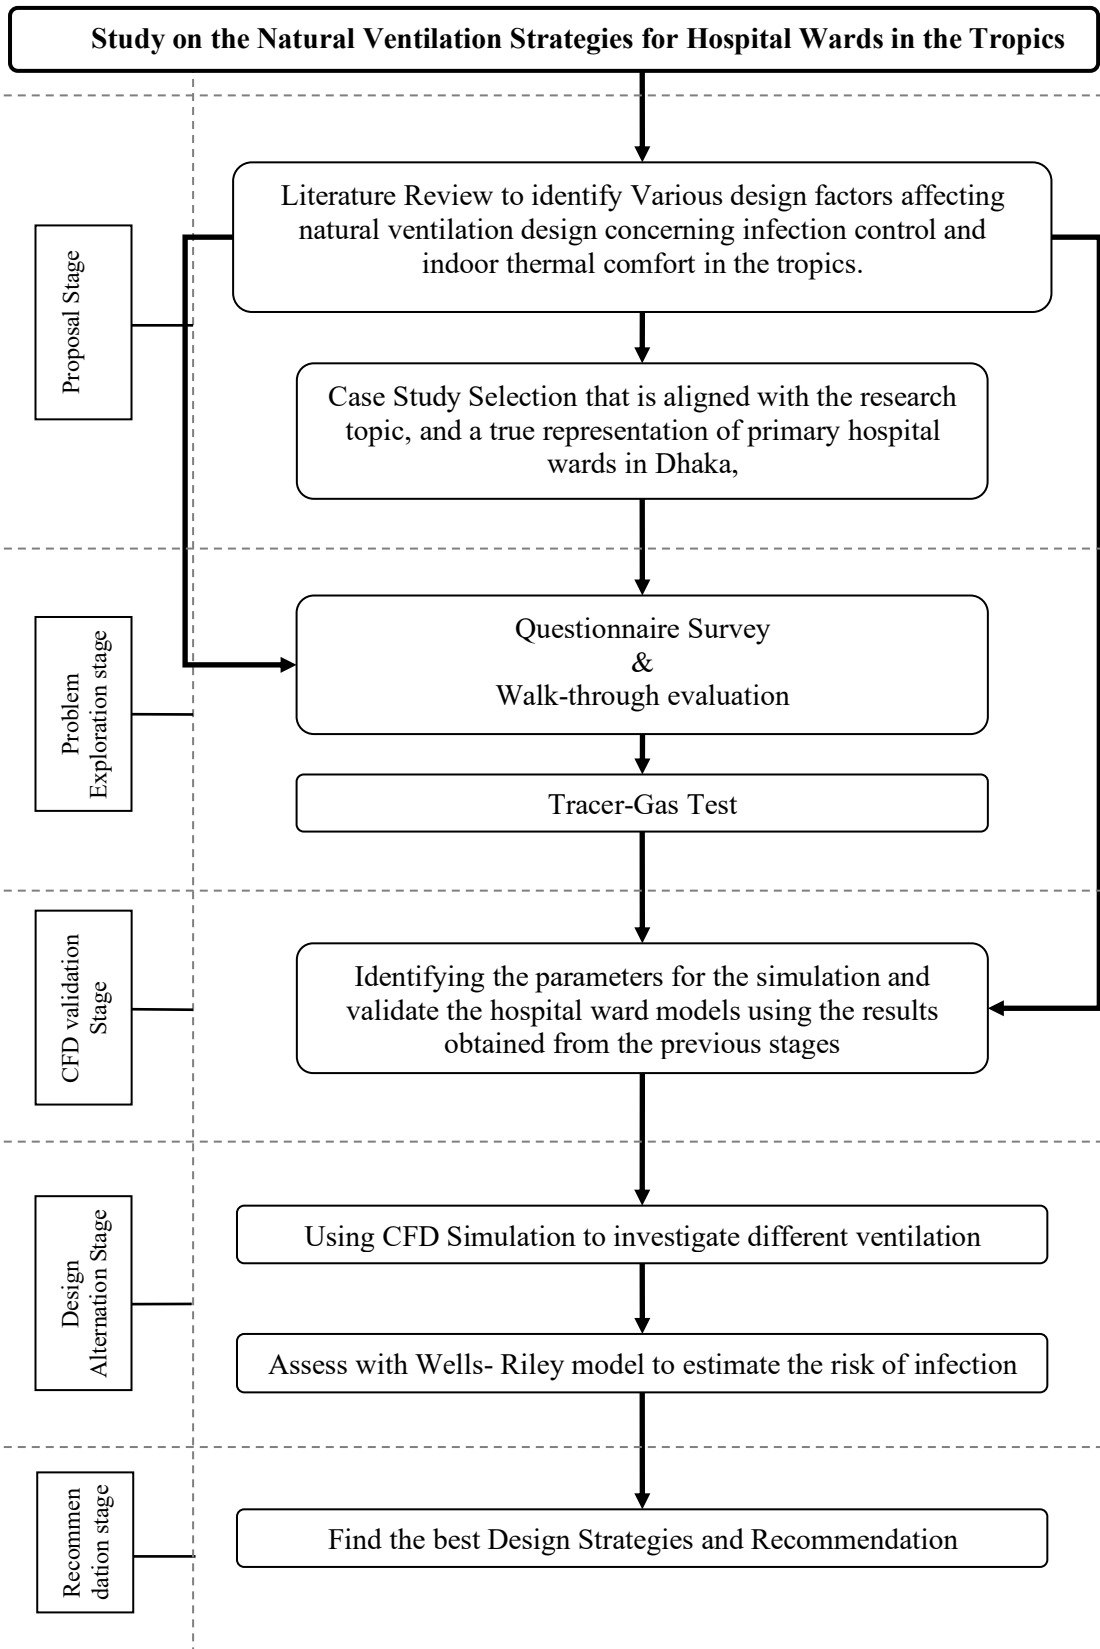 Study on the Natural Ventilation Strategies for Hospital Wards in the Tropics
Proposal Stage
Literature Review to identify Various design factors affecting
natural ventilation design concerning infection control and
indoor thermal comfort in the tropics.
Case Study Selection that is aligned with the research
topic, and a true representation of primary hospital
wards in Dhaka,
Problem
Exploration stage
Questionnaire Survey
&
Walk-through evaluation
Tracer-Gas Test
CFD validation
Stage
Identifying the parameters for the simulation and
validate the hospital ward models using the results
obtained from the previous stages
Design
Alternation Stage
Using CFD Simulation to investigate different ventilation
Assess with Wells- Riley model to estimate the risk of infection
Recommen
dation stage
Find the best Design Strategies and Recommendation